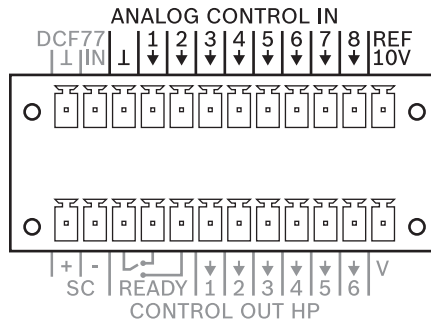 ANALOG CONTROL IN
DCF77 1 2 3 4 5 6 7 8 REF
⊥ IN ⊥ 10V
+ - 1 2 3 4 5 6 V
SC READY
CONTROL OUT HP